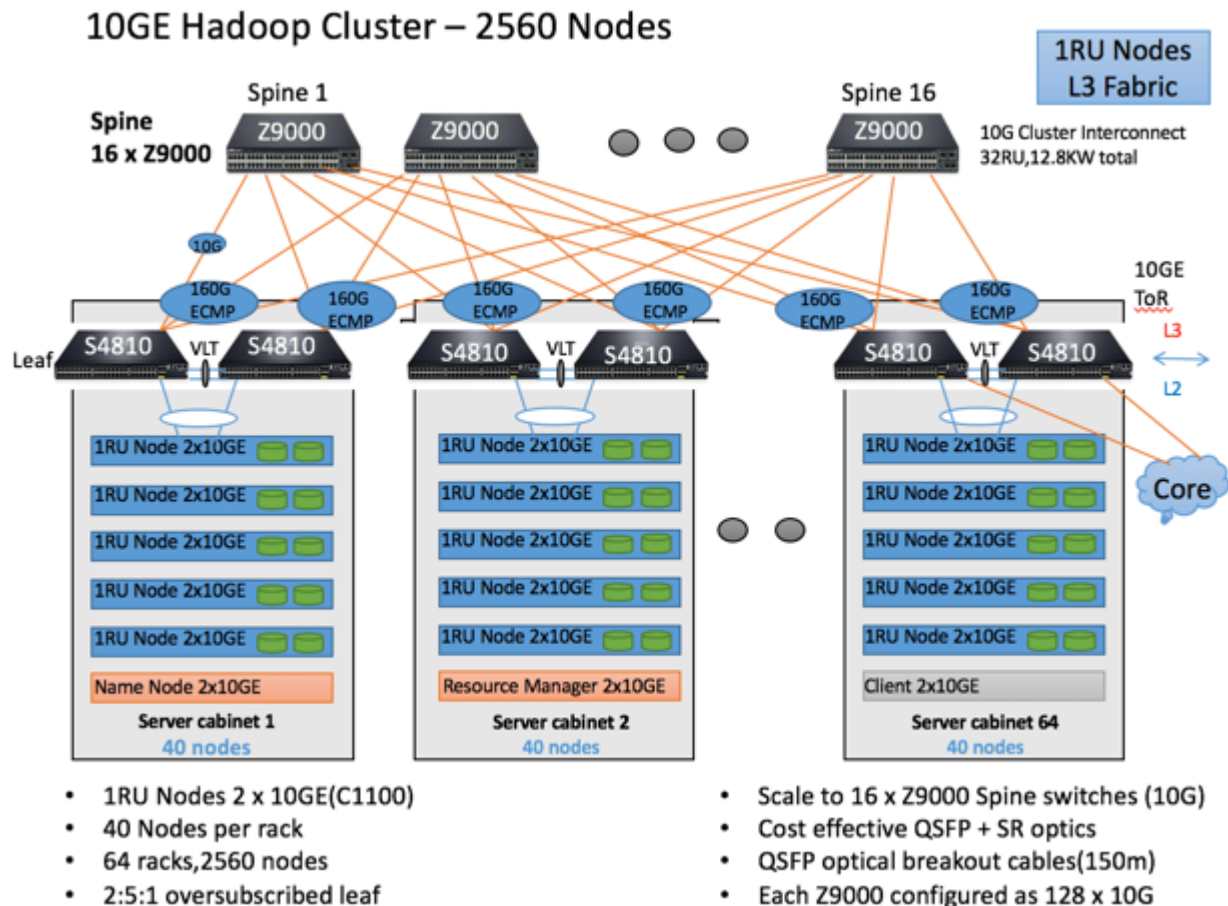 10GE Hadoop Cluster – 2560 Nodes
1RU Nodes
L3 Fabric
Spine 1
Spine 16
Spine
16 x Z9000
Z9000
Z9000
Z9000
10G Cluster Interconnect
32RU,12.8KW total
10G
160G
ECMP
160G
ECMP
160G
ECMP
160G
ECMP
160G
ECMP
160G
ECMP
10GE
ToR
Leaf
S4810
VLT
S4810
S4810
VLT
S4810
S4810
VLT
S4810
L3
L2
1RU Node 2x10GE
1RU Node 2x10GE
1RU Node 2x10GE
1RU Node 2x10GE
1RU Node 2x10GE
Name Node 2x10GE
Server cabinet 1
40 nodes
1RU Node 2x10GE
1RU Node 2x10GE
1RU Node 2x10GE
1RU Node 2x10GE
1RU Node 2x10GE
Resource Manager 2x10GE
Server cabinet 2
40 nodes
1RU Node 2x10GE
1RU Node 2x10GE
1RU Node 2x10GE
1RU Node 2x10GE
1RU Node 2x10GE
Client 2x10GE
Server cabinet 64
40 nodes
Core
• 1RU Nodes 2 x 10GE(C1100)
• 40 Nodes per rack
• 64 racks,2560 nodes
• 2:5:1 oversubscribed leaf
• Scale to 16 x Z9000 Spine switches (10G)
• Cost effective QSFP + SR optics
• QSFP optical breakout cables(150m)
• Each Z9000 configured as 128 x 10G